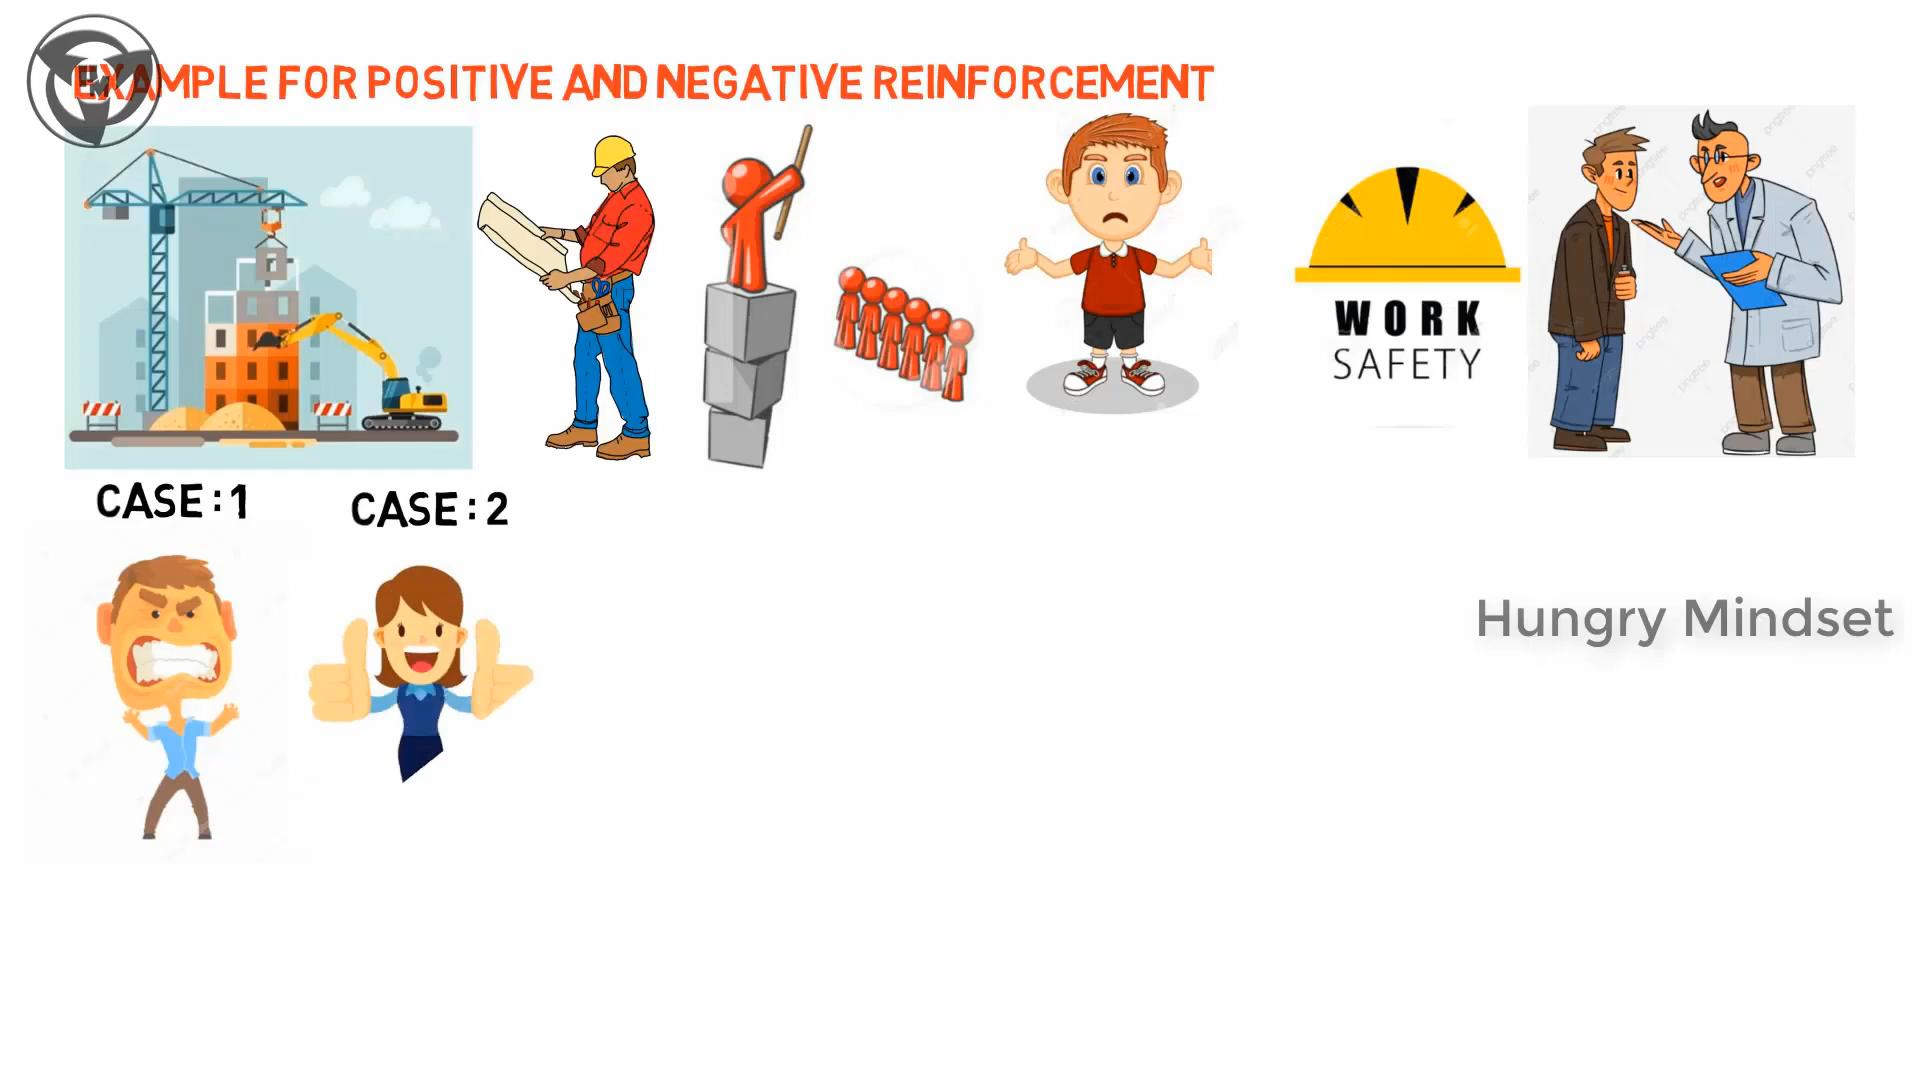 EXAMPLE FOR POSITIVE AND NEGATIVE REINFORCEMENT
WORK
SAFETY
CASE : 1
CASE : 2
Hungry Mindset